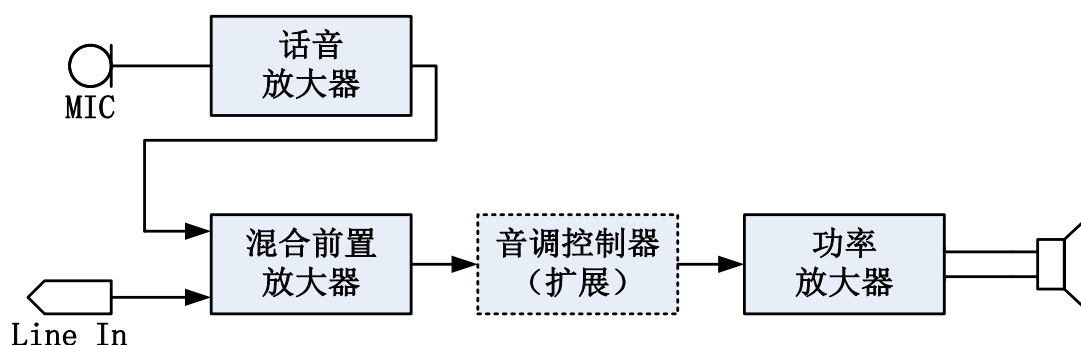 话音
放大器
MIC
混合前置
放大器
音调控制器
（扩展）
功率
放大器
Line In